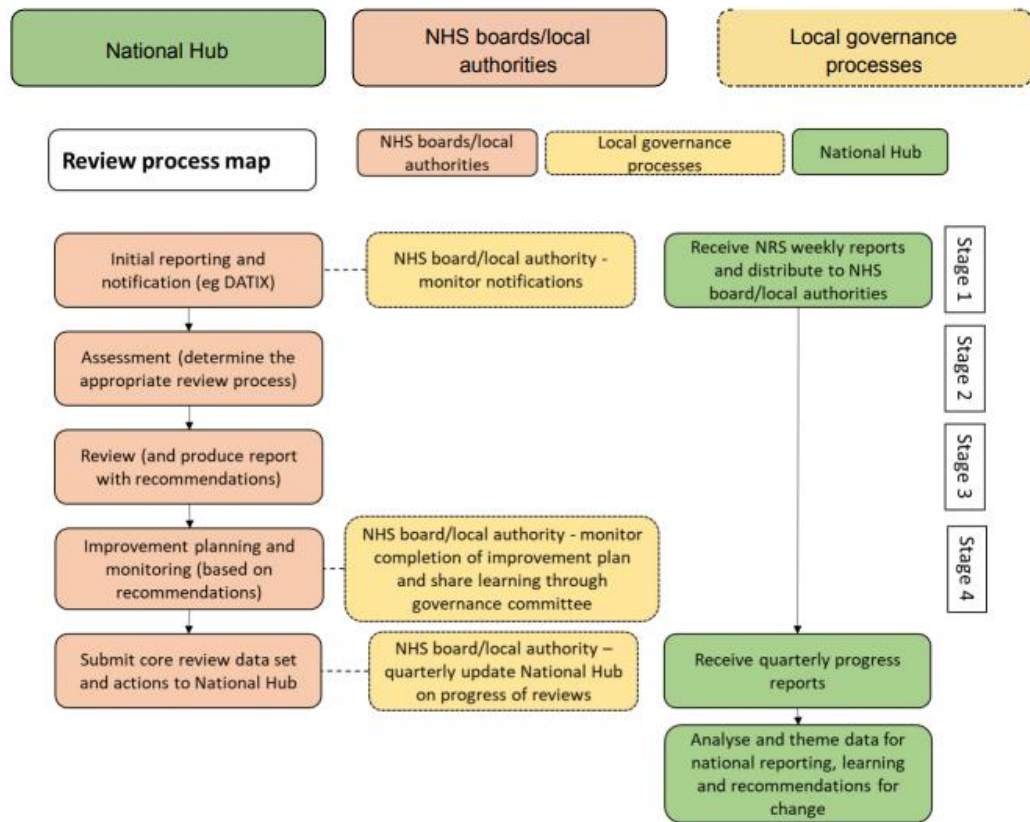 National Hub
NHS boards/local
authorities
Local governance
processes
Review process map
NHS boards/local
authorities
Local governance
processes
National Hub
Initial reporting and
notification (eg DATIX)
NHS board/local authority -
monitor notifications
Receive NRS weekly reports
and distribute to NHS
board/local authorities
Stage 1
Assessment (determine the
appropriate review process)
Stage 2
Review (and produce report
with recommendations)
Stage 3
Improvement planning and
monitoring (based on
recommendations)
NHS board/local authority - monitor
completion of improvement plan
and share learning through
governance committee
Stage 4
Submit core review data set
and actions to National Hub
NHS board/local authority –
quarterly update National Hub
on progress of reviews
Receive quarterly progress
reports
Analyse and theme data for
national reporting, learning
and recommendations for
change